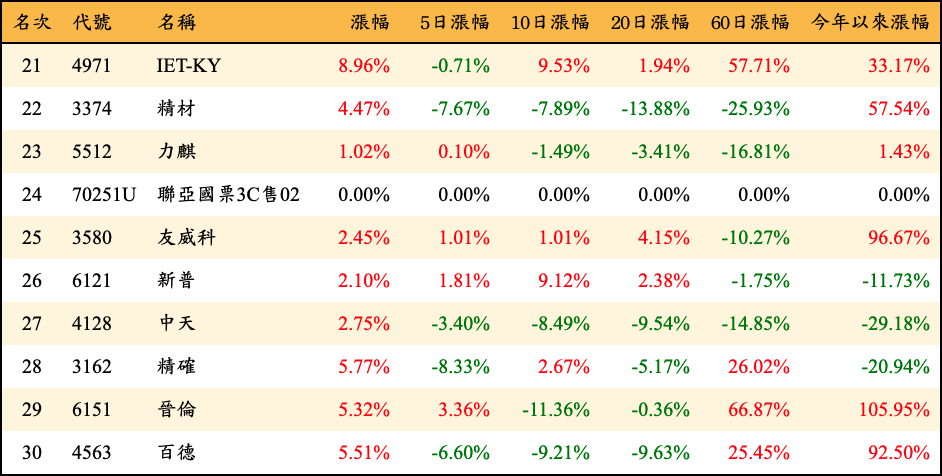 名次 代號 名稱 漲幅 5日漲幅 10日漲幅 20日漲幅 60日漲幅 今年以來漲幅
21 4971 IET-KY 8.96% -0.71% 9.53% 1.94% 57.71% 33.17%
22 3374 精材 4.47% -7.67% -7.89% -13.88% -25.93% 57.54%
23 5512 力麒 1.02% 0.10% -1.49% -3.41% -16.81% 1.43%
24 70251U 聯亞國票3C售02 0.00% 0.00% 0.00% 0.00% 0.00% 0.00%
25 3580 友威科 2.45% 1.01% 1.01% 4.15% -10.27% 96.67%
26 6121 新普 2.10% 1.81% 9.12% 2.38% -1.75% -11.73%
27 4128 中天 2.75% -3.40% -8.49% -9.54% -14.85% -29.18%
28 3162 精確 5.77% -8.33% 2.67% -5.17% 26.02% -20.94%
29 6151 晉倫 5.32% 3.36% -11.36% -0.36% 66.87% 105.95%
30 4563 百德 5.51% -6.60% -9.21% -9.63% 25.45% 92.50%